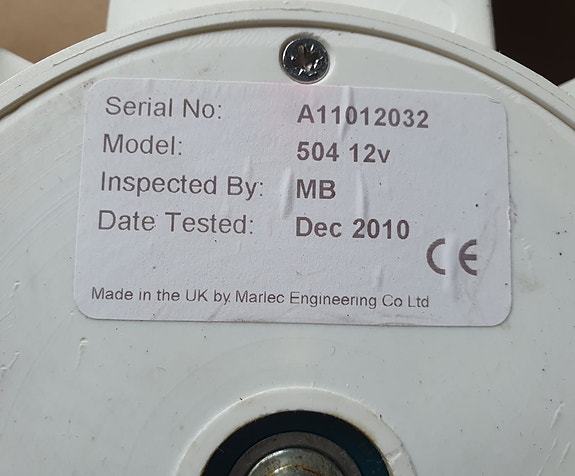 Serial No: A11012032
Model: 504 12v
Inspected By: MB
Date Tested: Dec 2010
CE
Made in the UK by Marlec Engineering Co Ltd